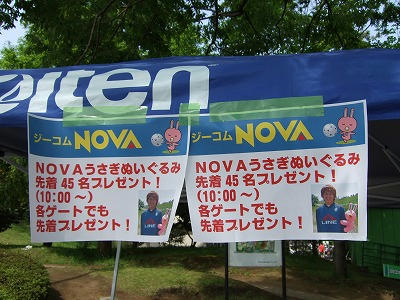 molten
ジーコム NOVA
NOVAうさぎぬいぐるみ
先着45名プレゼント!
(10:00~)
各ゲートでも
先着プレゼント!
LINE
ジーコム NOVA
NOVAうさぎぬいぐるみ
先着45名プレゼント!
(10:00~)
各ゲートでも
先着プレゼント!
LINE